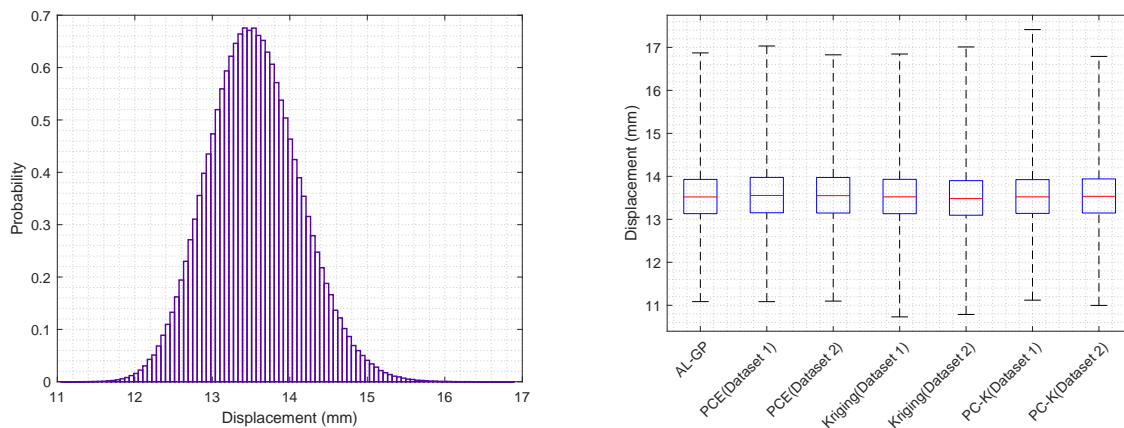 0.7
0.6
0.5
0.4
0.3
0.2
0.1
0
Probability
11 12 13 14 15 16 17
Displacement (mm)
17
16
15
14
13
12
11
Displacement (mm)
AL-GP
PCE(Dataset 1)
PCE(Dataset 2)
Kriging(Dataset 1)
Kriging(Dataset 2)
PC-K(Dataset 1)
PC-K(Dataset 2)